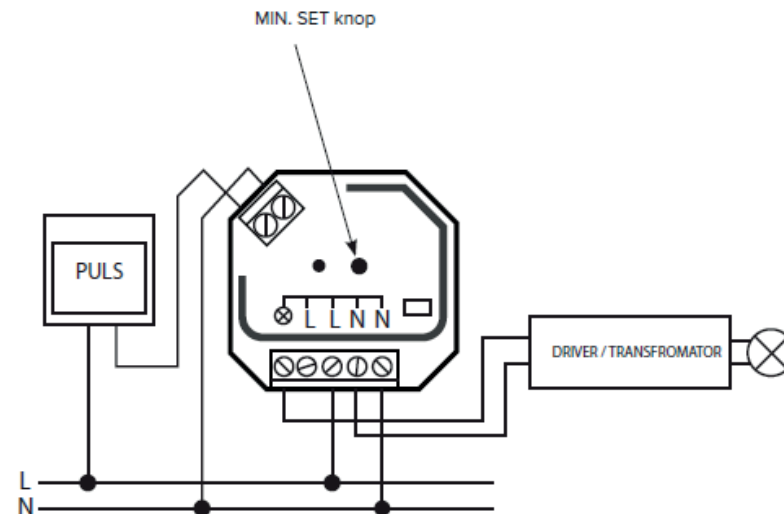 MIN. SET knop
PULS
L L N N
DRIVER / TRANSFROMATOR
L
N